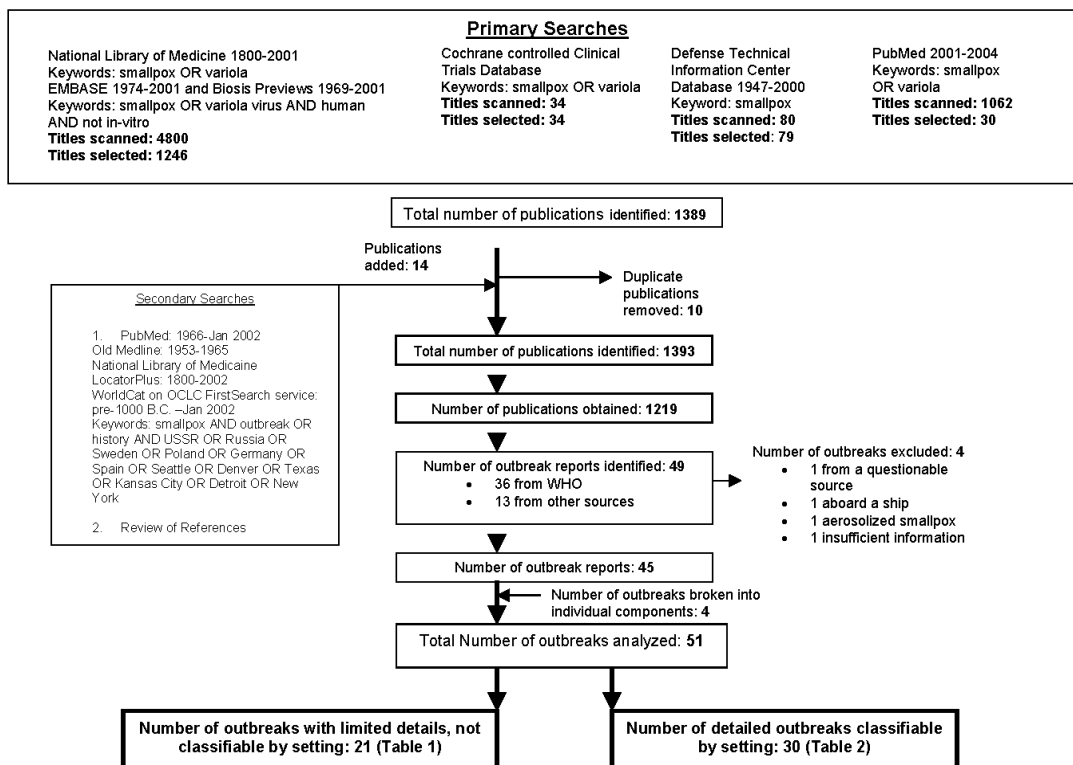 Primary Searches
National Library of Medicine 1800-2001
Keywords: smallpox OR variola
EMBASE 1974-2001 and Biosis Previews 1969-2001
Keywords: smallpox OR variola virus AND human
AND not in-vitro
Titles scanned: 4800
Titles selected: 1246
Cochrane controlled Clinical
Trials Database
Keywords: smallpox OR variola
Titles scanned: 34
Titles selected: 34
Defense Technical
Information Center
Database 1947-2000
Keyword: smallpox
Titles scanned: 80
Titles selected: 79
PubMed 2001-2004
Keywords: smallpox
OR variola
Titles scanned: 1062
Titles selected: 30
Total number of publications identified: 1389
Publications
added: 14
Duplicate
publications
removed: 10
Secondary Searches
1. PubMed: 1966-Jan 2002
Old Medline: 1953-1965
National Library of Medicaine
LocatorPlus: 1800-2002
WorldCat on OCLC FirstSearch service:
pre-1000 B.C. –Jan 2002
Keywords: smallpox AND outbreak OR
history AND USSR OR Russia OR
Sweden OR Poland OR Germany OR
Spain OR Seattle OR Denver OR Texas
OR Kansas City OR Detroit OR New
York
2. Review of References
Total number of publications identified: 1393
Number of publications obtained: 1219
Number of outbreak reports identified: 49
• 36 from WHO
• 13 from other sources
Number of outbreaks excluded: 4
• 1 from a questionable
source
• 1 aboard a ship
• 1 aerosolized smallpox
• 1 insufficient information
Number of outbreak reports: 45
Number of outbreaks broken into
individual components: 4
Total Number of outbreaks analyzed: 51
Number of outbreaks with limited details, not
classifiable by setting: 21 (Table 1)
Number of detailed outbreaks classifiable
by setting: 30 (Table 2)